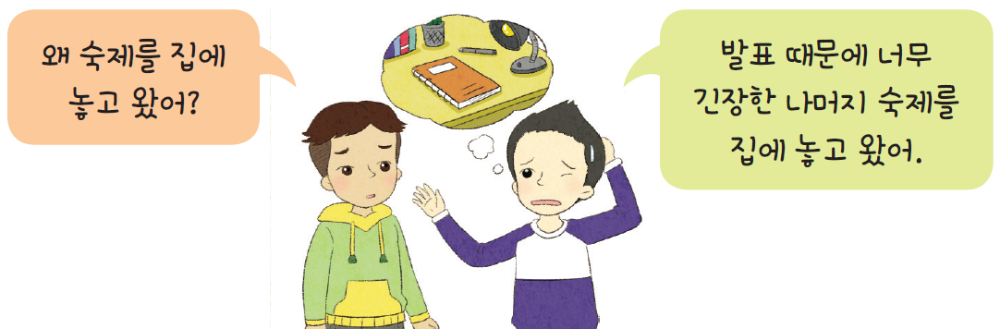 왜 숙제를 집에
놓고 왔어?
발표 때문에 너무
긴장한 나머지 숙제를
집에 놓고 왔어.